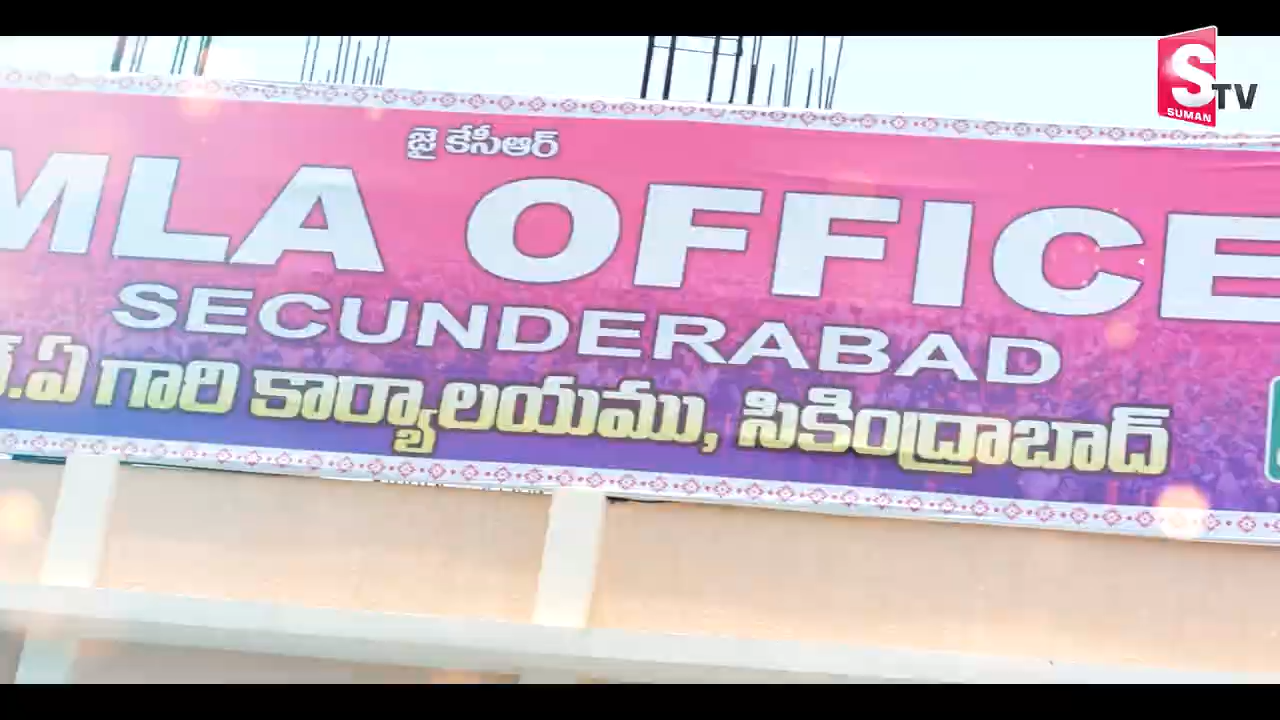 S TV
SUMAN
జై కేసీఆర్
MLA OFFICE
SECUNDERABAD
ఏ గారి కార్యాలయము, సికింద్రాబాద్